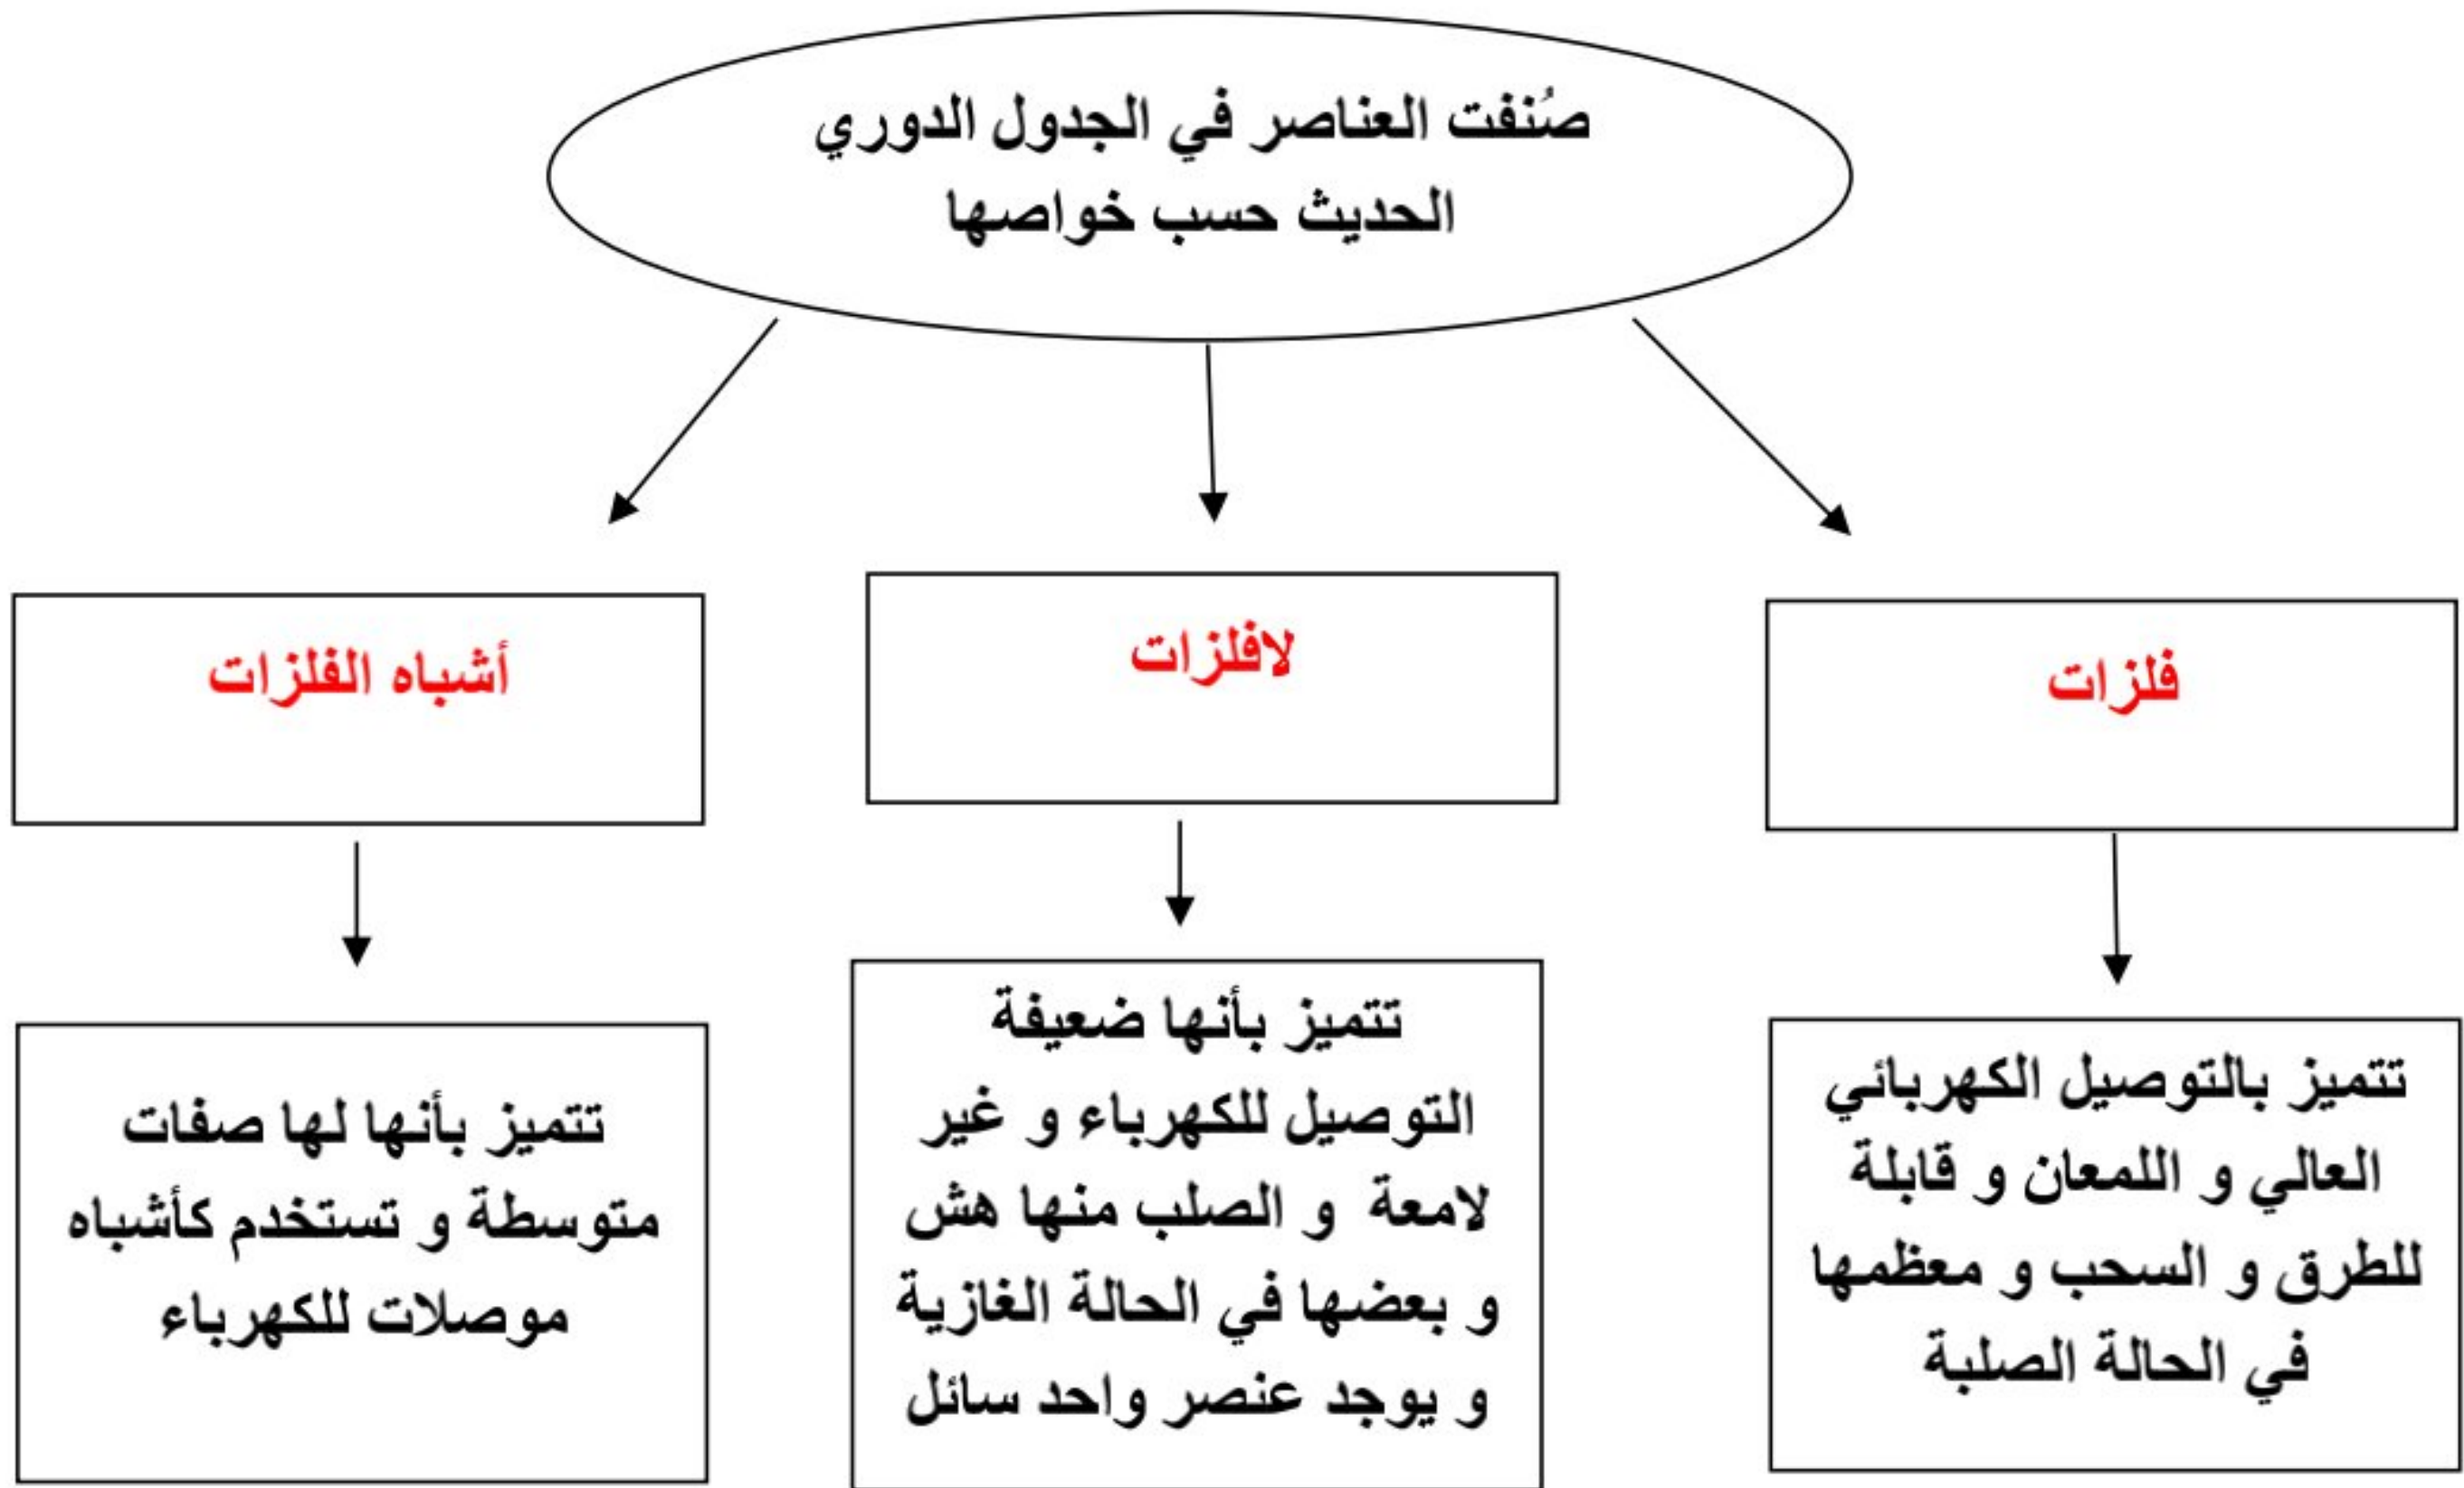 صُنفت العناصر في الجدول الدوري
الحديث حسب خواصها
فلزات
لافلزات
أشباه الفلزات
تتميز بالتوصيل الكهربائي
العالي و اللمعان و قابلة
للطرق و السحب و معظمها
في الحالة الصلبة
تتميز بأنها ضعيفة
التوصيل للكهرباء و غير
لامعة و الصلب منها هش
و بعضها في الحالة الغازية
و يوجد عنصر واحد سائل
تتميز بأنها لها صفات
متوسطة و تستخدم كأشباه
موصلات للكهرباء